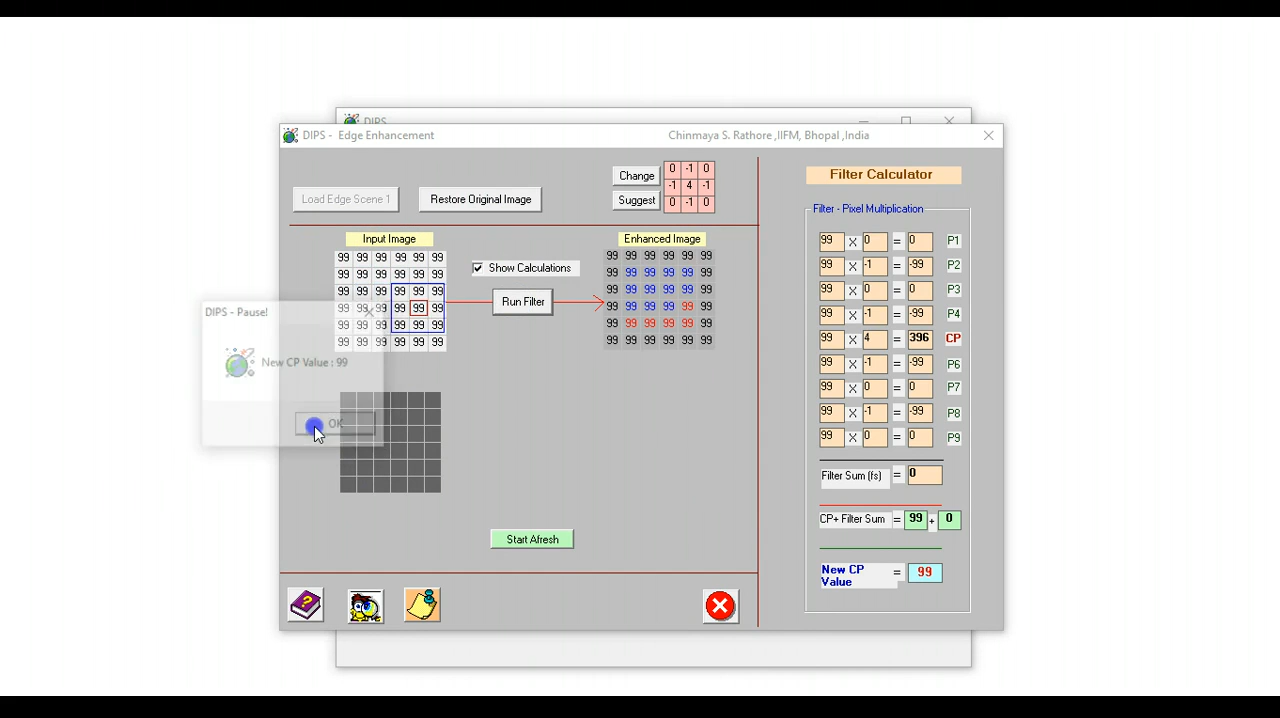 DIPS
DIPS - Edge Enhancement Chinmaya S. Rathore ,IIFM, Bhopal ,India
Load Edge Scene 1
Restore Original Image
Change
Suggest
0 -1 0
-1 4 -1
0 -1 0
Input Image
99 99 99 99 99 99
99 99 99 99 99 99
99 99 99 99 99 99
99 99 99 99 99 99
99 99 99 99 99 99
99 99 99 99 99 99
Show Calculations
Run Filter
Enhanced Image
99 99 99 99 99 99
99 99 99 99 99 99
99 99 99 99 99 99
99 99 99 99 99 99
99 99 99 99 99 99
99 99 99 99 99 99
DIPS - Pause!
New CP Value : 99
OK
Start Afresh
Filter Calculator
Filter - Pixel Multiplication
99 X 0 = 0 P1
99 X -1 = -99 P2
99 X 0 = 0 P3
99 X -1 = -99 P4
99 X 4 = 396 CP
99 X -1 = -99 P6
99 X 0 = 0 P7
99 X -1 = -99 P8
99 X 0 = 0 P9
Filter Sum (fs) = 0
CP+ Filter Sum = 99 + 0
New CP
Value = 99